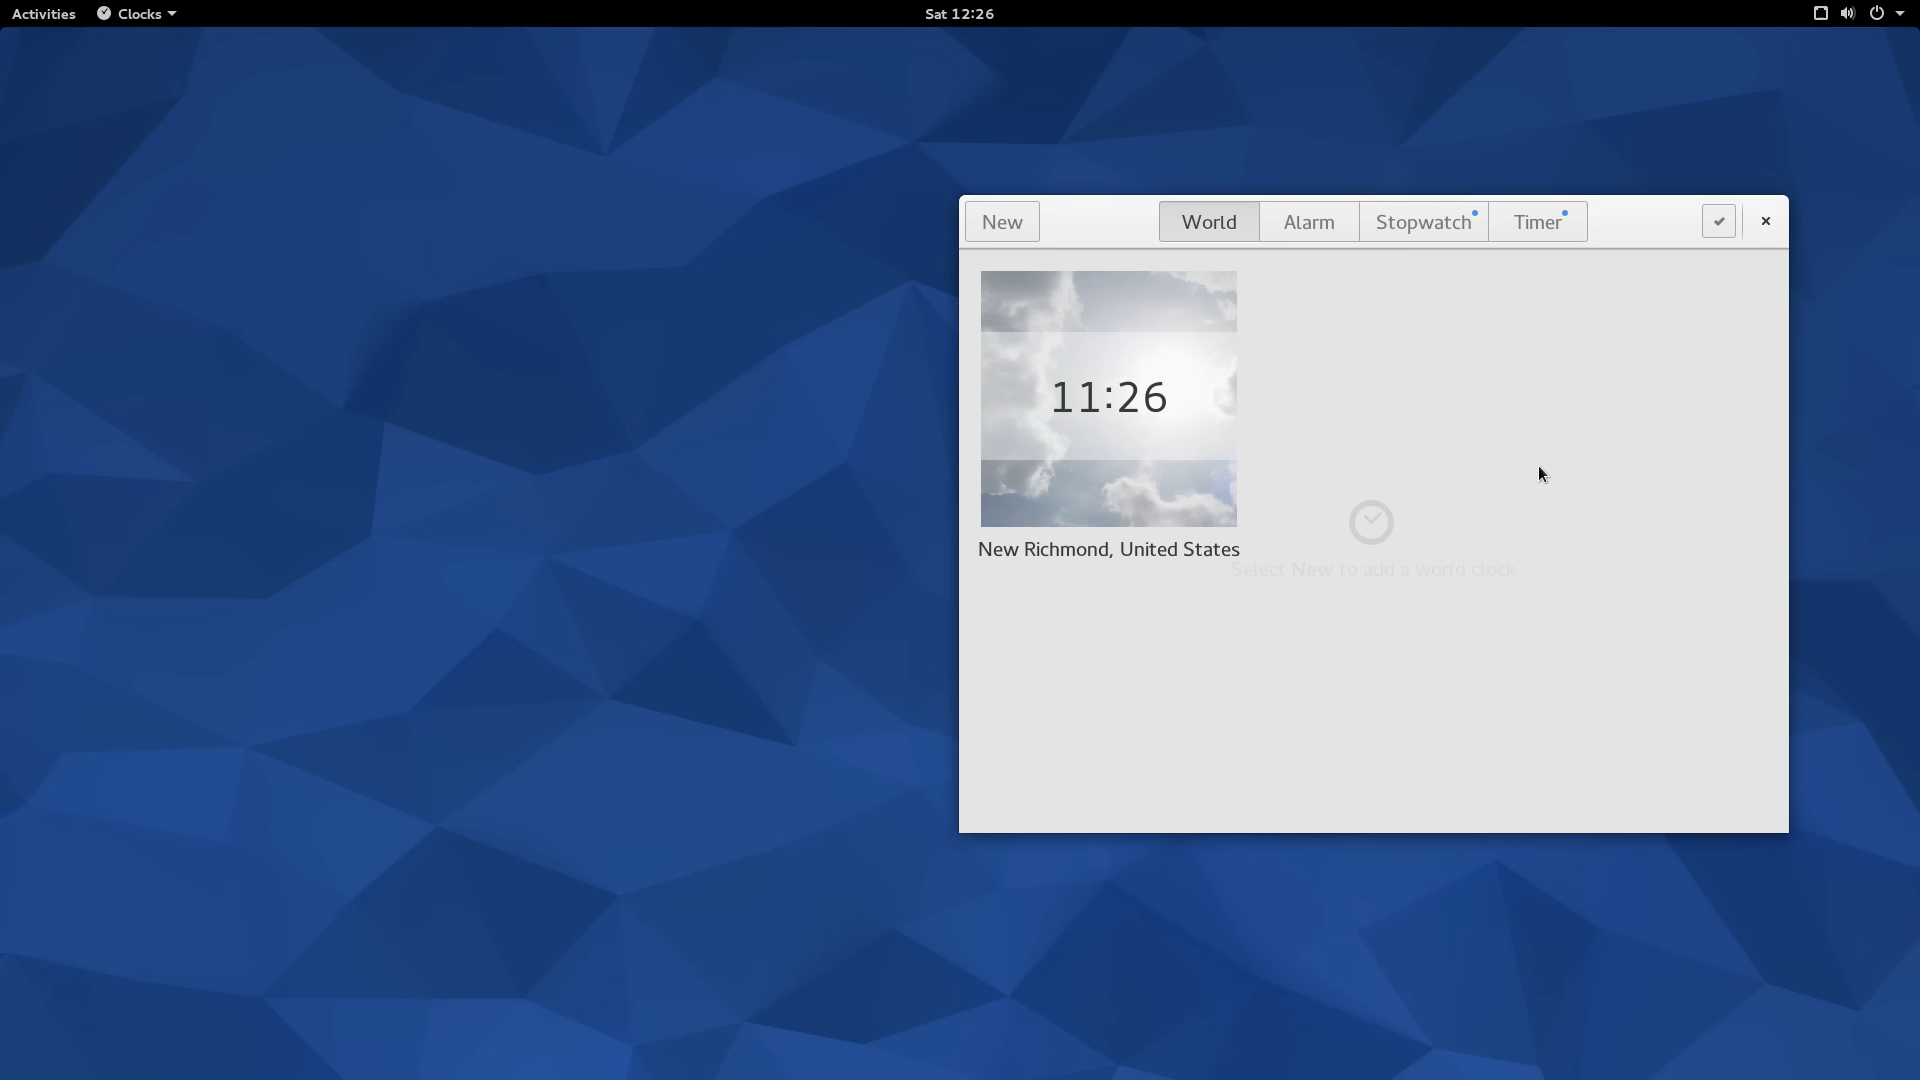 Activities
Clocks
Sat 12:26
New
World
Alarm
Stopwatch
Timer
11:26
New Richmond, United States
Select New to add a world clock